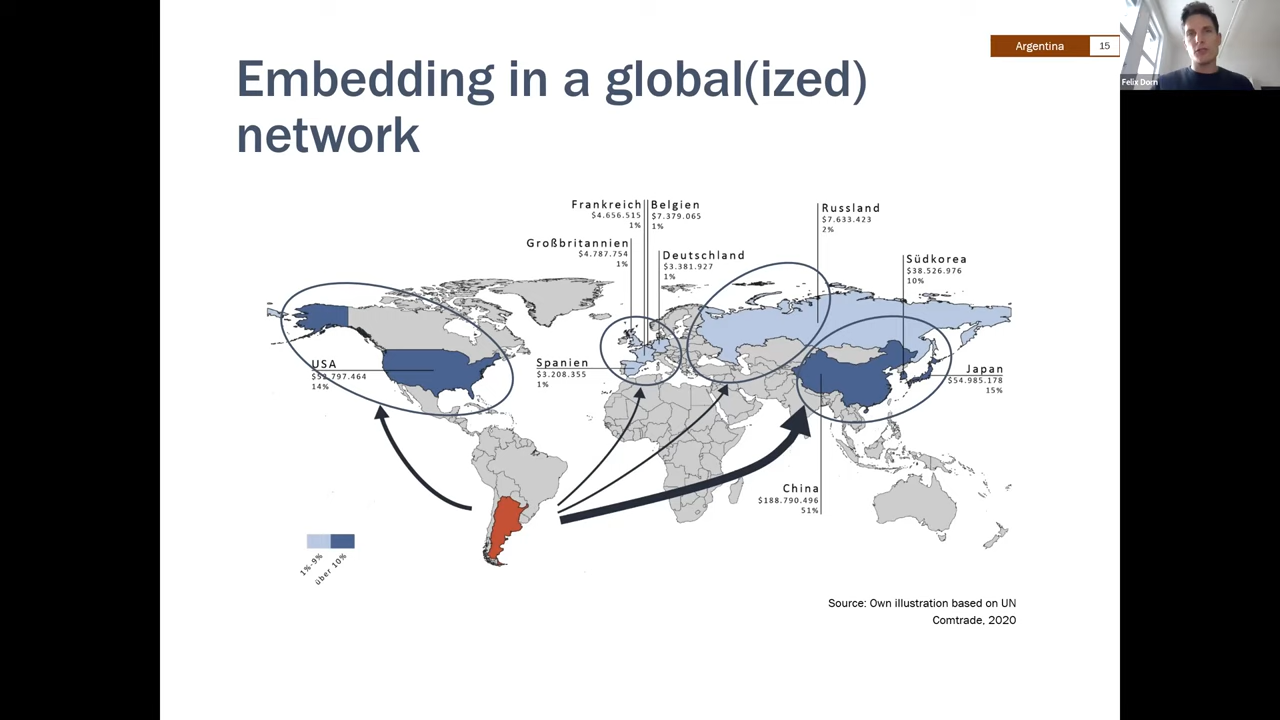 Argentina 15
Felix Dorn
Embedding in a global(ized)
network
Frankreich
$4.656.515
1%
Belgien
$7.379.065
1%
Großbritannien
$4.787.754
1%
Deutschland
$3.381.927
1%
Russland
$7.633.423
2%
Südkorea
$38.526.976
10%
USA
$52.797.464
14%
Spanien
$3.208.355
1%
Japan
$54.985.178
15%
China
$188.790.496
51%
1%-9%
über 10%
Source: Own illustration based on UN
Comtrade, 2020